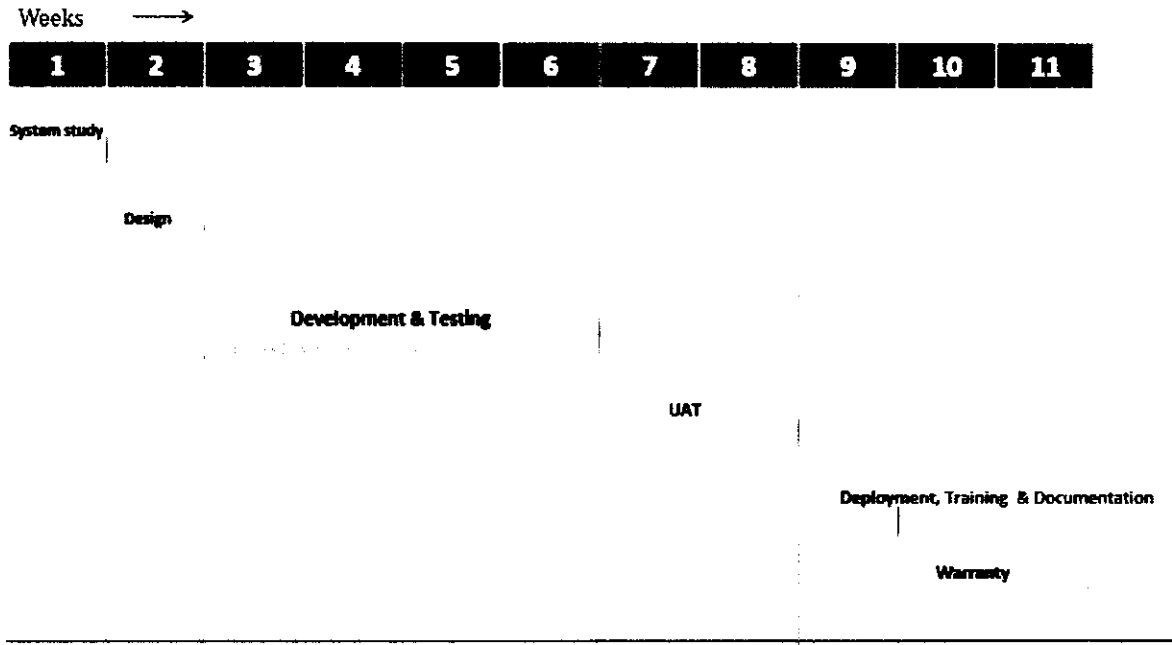 Weeks
1 2 3 4 5 6 7 8 9 10 11
System study
Design
Development & Testing
UAT
Deployment, Training & Documentation
Warranty